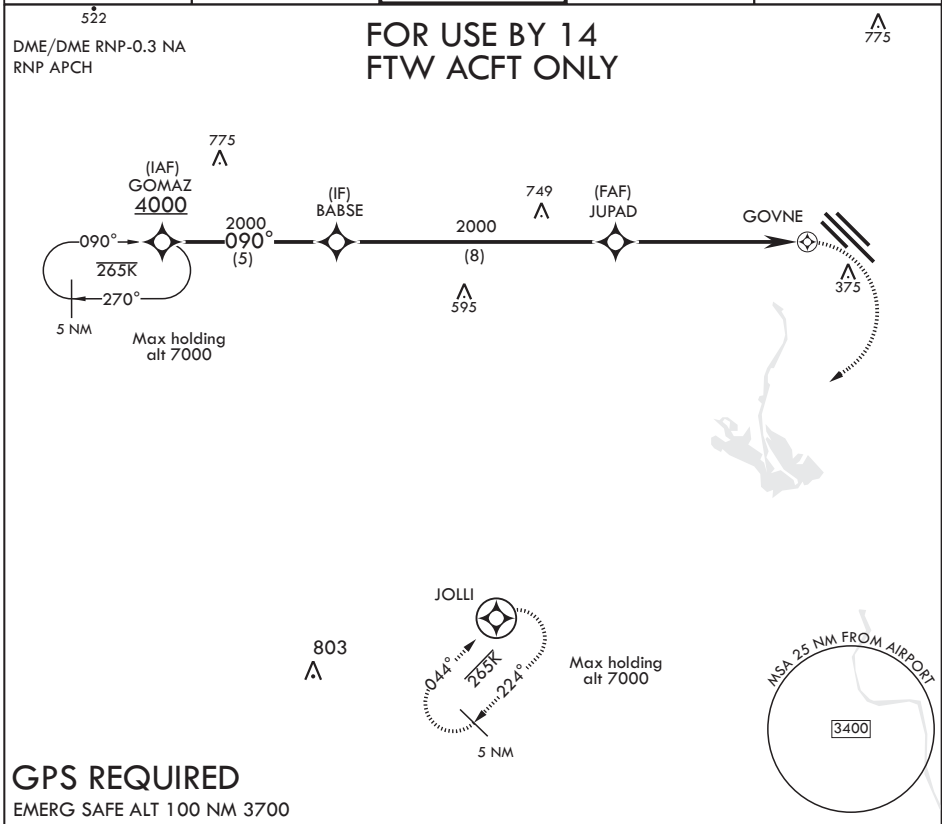 522
DME/DME RNP-0.3 NA
RNP APCH
FOR USE BY 14
FTW ACFT ONLY
775
775
(IAF)
GOMAZ
4000
090°
265K
270°
5 NM
Max holding
alt 7000
2000
090°
(5)
(IF)
BABSE
2000
(8)
749
595
(FAF)
JUPAD
GOVNE
375
JOLLI
044°
265K
224°
5 NM
Max holding
alt 7000
803
MSA 25 NM FROM AIRPORT
3400
GPS REQUIRED
EMERG SAFE ALT 100 NM 3700